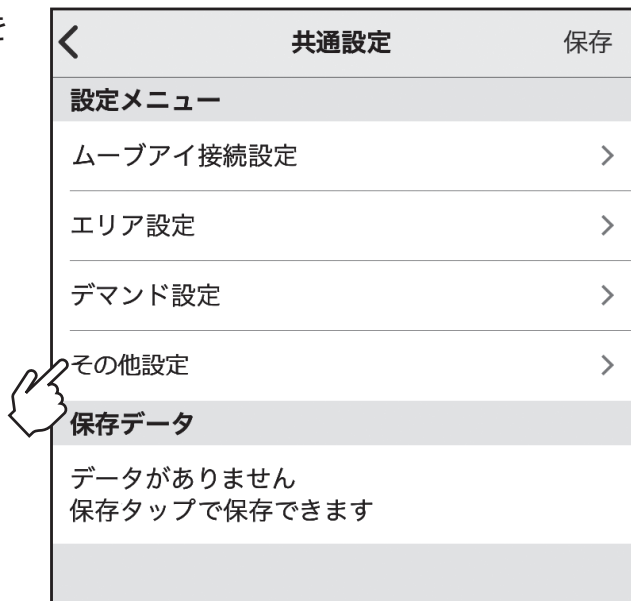 を
共通設定 保存
設定メニュー
ムーブアイ接続設定
エリア設定
デマンド設定
その他設定
保存データ
データがありません
保存タップで保存できます